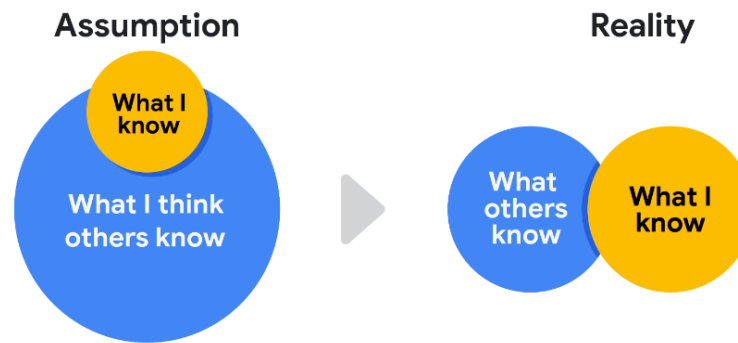 Assumption
What I
know
What I think
others know
Reality
What
others
know
What I
know